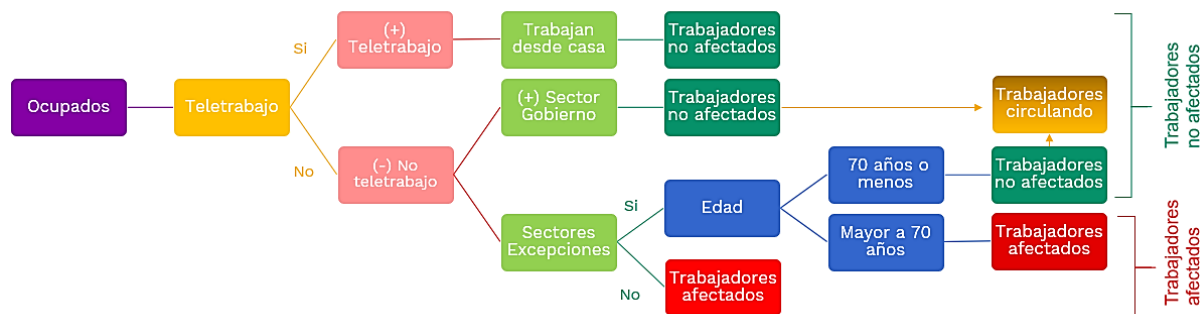 Ocupados
Teletrabajo
Si
No
(+)
Teletrabajo
(-) No
teletrabajo
Trabajan
desde casa
(+) Sector
Gobierno
Sectores
Excepciones
Trabajadores
no afectados
Trabajadores
no afectados
Si
No
Edad
Trabajadores
afectados
70 años o
menos
Mayor a 70
años
Trabajadores
circulando
Trabajadores
no afectados
Trabajadores
afectados
Trabajadores
no afectados
Trabajadores
afectados